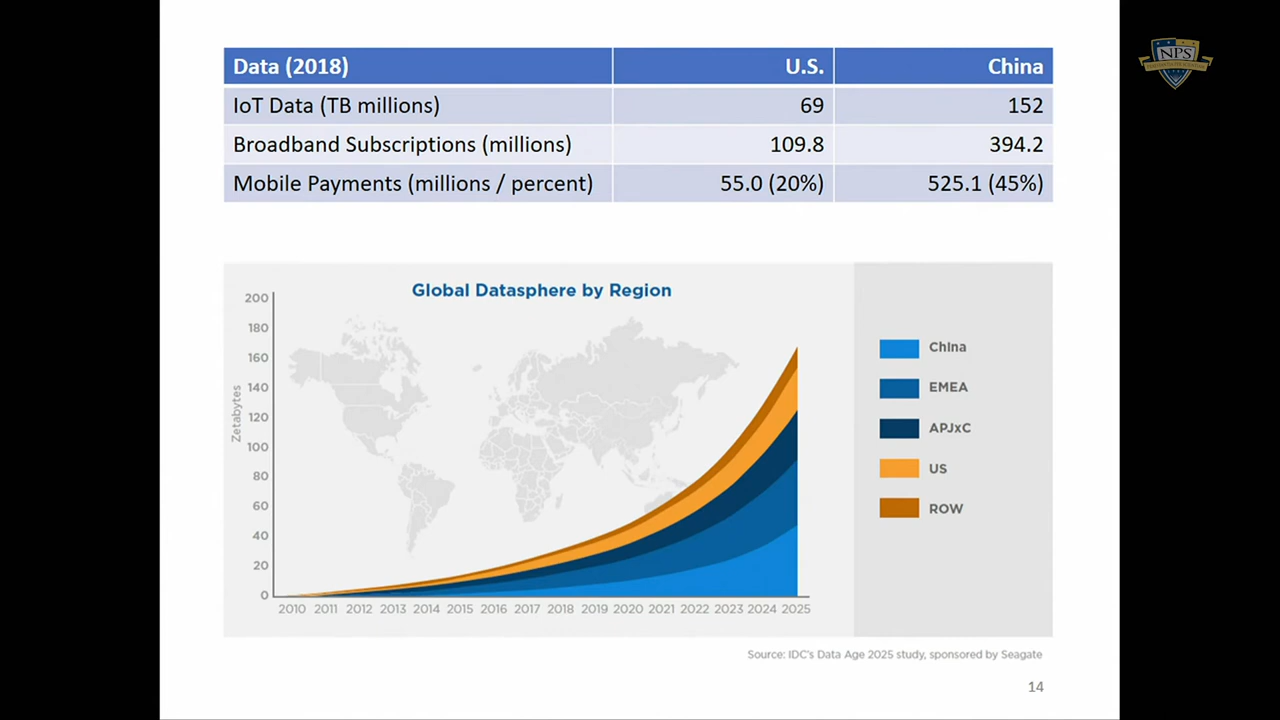 NPS
Data (2018) U.S. China
IoT Data (TB millions) 69 152
Broadband Subscriptions (millions) 109.8 394.2
Mobile Payments (millions / percent) 55.0 (20%) 525.1 (45%)
Global Datasphere by Region
Zetabytes
200
180
160
140
120
100
80
60
40
20
0
2010 2011 2012 2013 2014 2015 2016 2017 2018 2019 2020 2021 2022 2023 2024 2025
China
EMEA
APJxC
US
ROW
Source: IDC's Data Age 2025 study, sponsored by Seagate
14